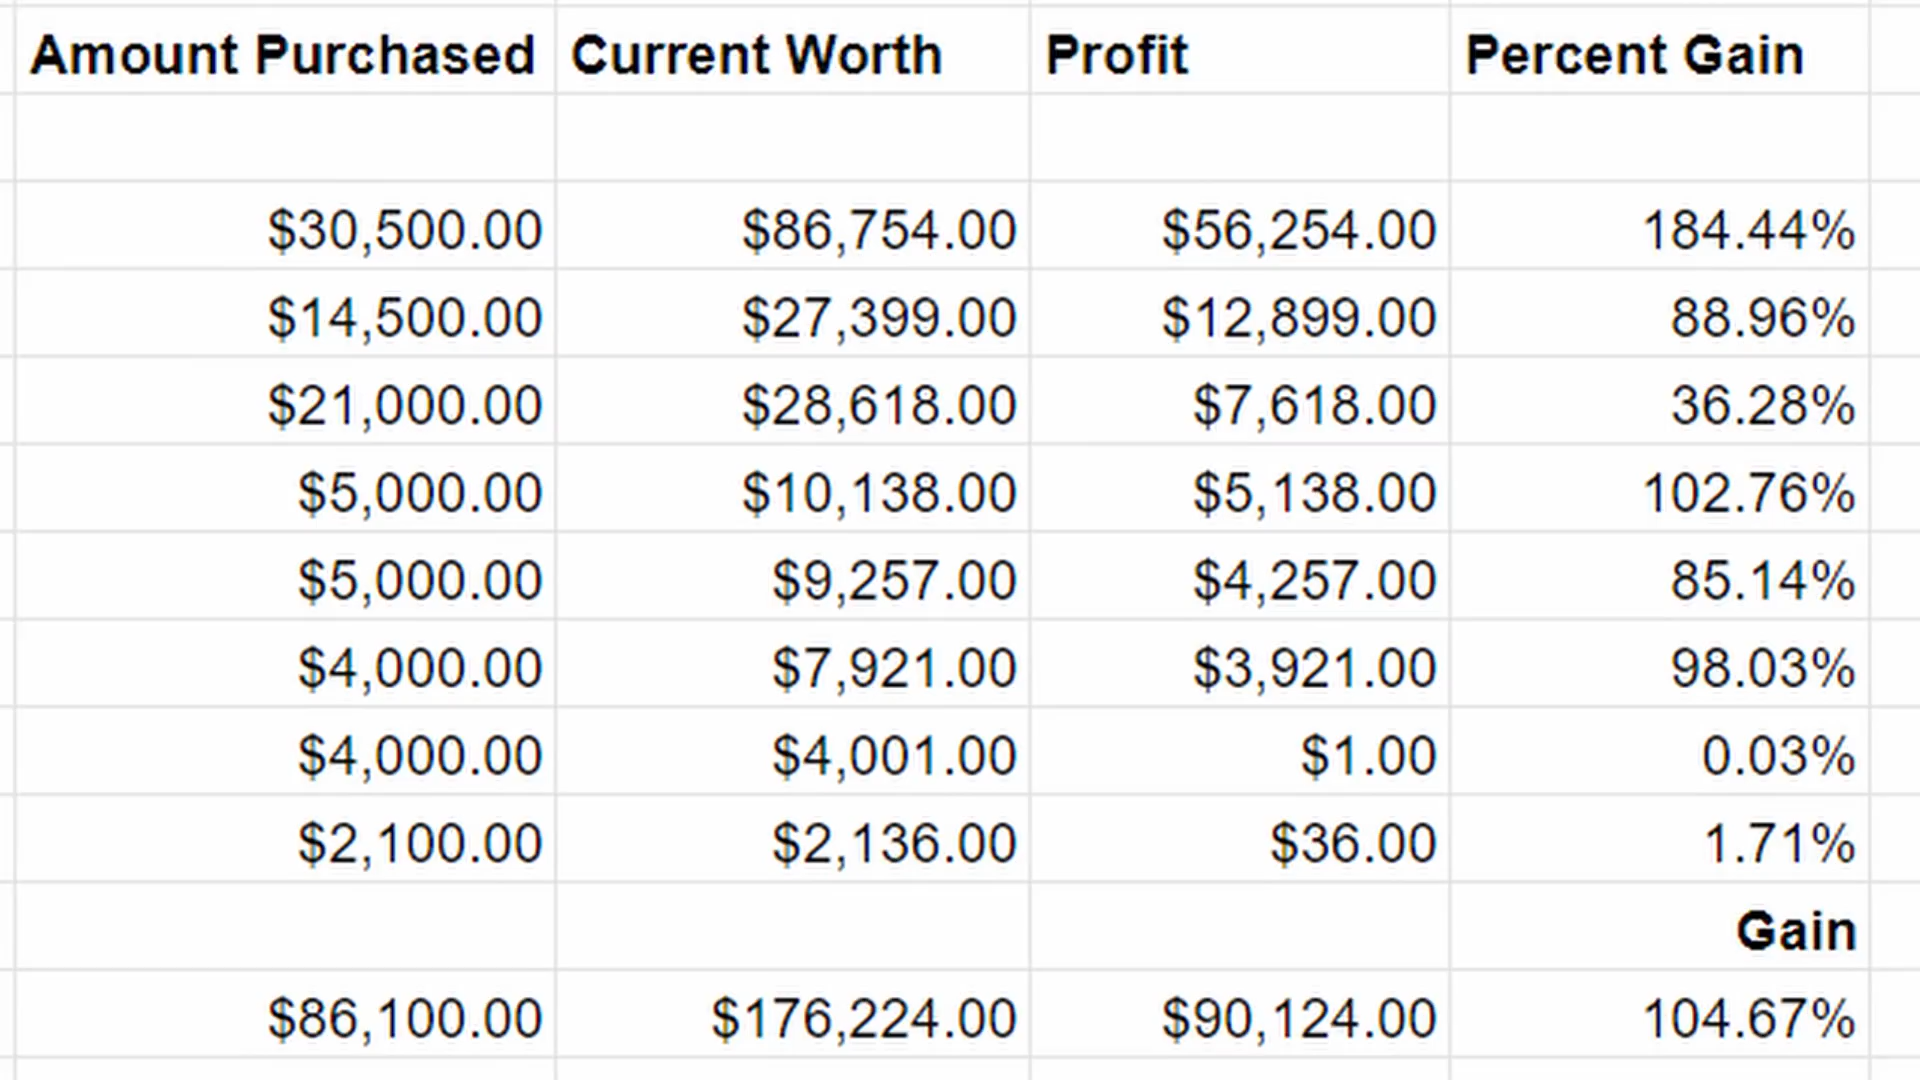 Amount Purchased Current Worth Profit Percent Gain
$30,500.00 $86,754.00 $56,254.00 184.44%
$14,500.00 $27,399.00 $12,899.00 88.96%
$21,000.00 $28,618.00 $7,618.00 36.28%
$5,000.00 $10,138.00 $5,138.00 102.76%
$5,000.00 $9,257.00 $4,257.00 85.14%
$4,000.00 $7,921.00 $3,921.00 98.03%
$4,000.00 $4,001.00 $1.00 0.03%
$2,100.00 $2,136.00 $36.00 1.71%
Gain
$86,100.00 $176,224.00 $90,124.00 104.67%